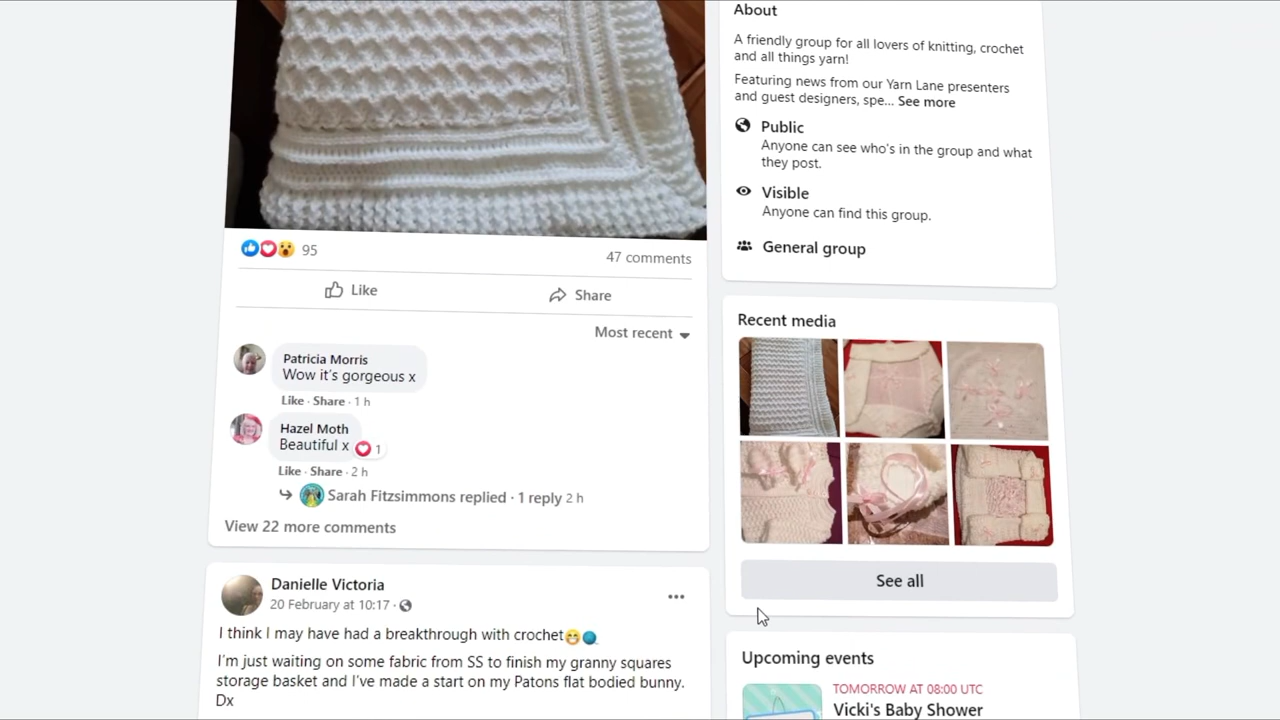 95
47 comments
Like
Share
Most recent
Patricia Morris
Wow it's gorgeous x
Like · Share · 1 h
Hazel Moth
Beautiful x
1
Like · Share · 2 h
Sarah Fitzsimmons replied · 1 reply 2 h
View 22 more comments
Danielle Victoria
20 February at 10:17 ·
I think I may have had a breakthrough with crochet
I'm just waiting on some fabric from SS to finish my granny squares
storage basket and I've made a start on my Patons flat bodied bunny.
Dx
About
A friendly group for all lovers of knitting, crochet
and all things yarn!
Featuring news from our Yarn Lane presenters
and guest designers, spe... See more
Public
Anyone can see who's in the group and what
they post.
Visible
Anyone can find this group.
General group
Recent media
See all
Upcoming events
TOMORROW AT 08:00 UTC
Vicki's Baby Shower